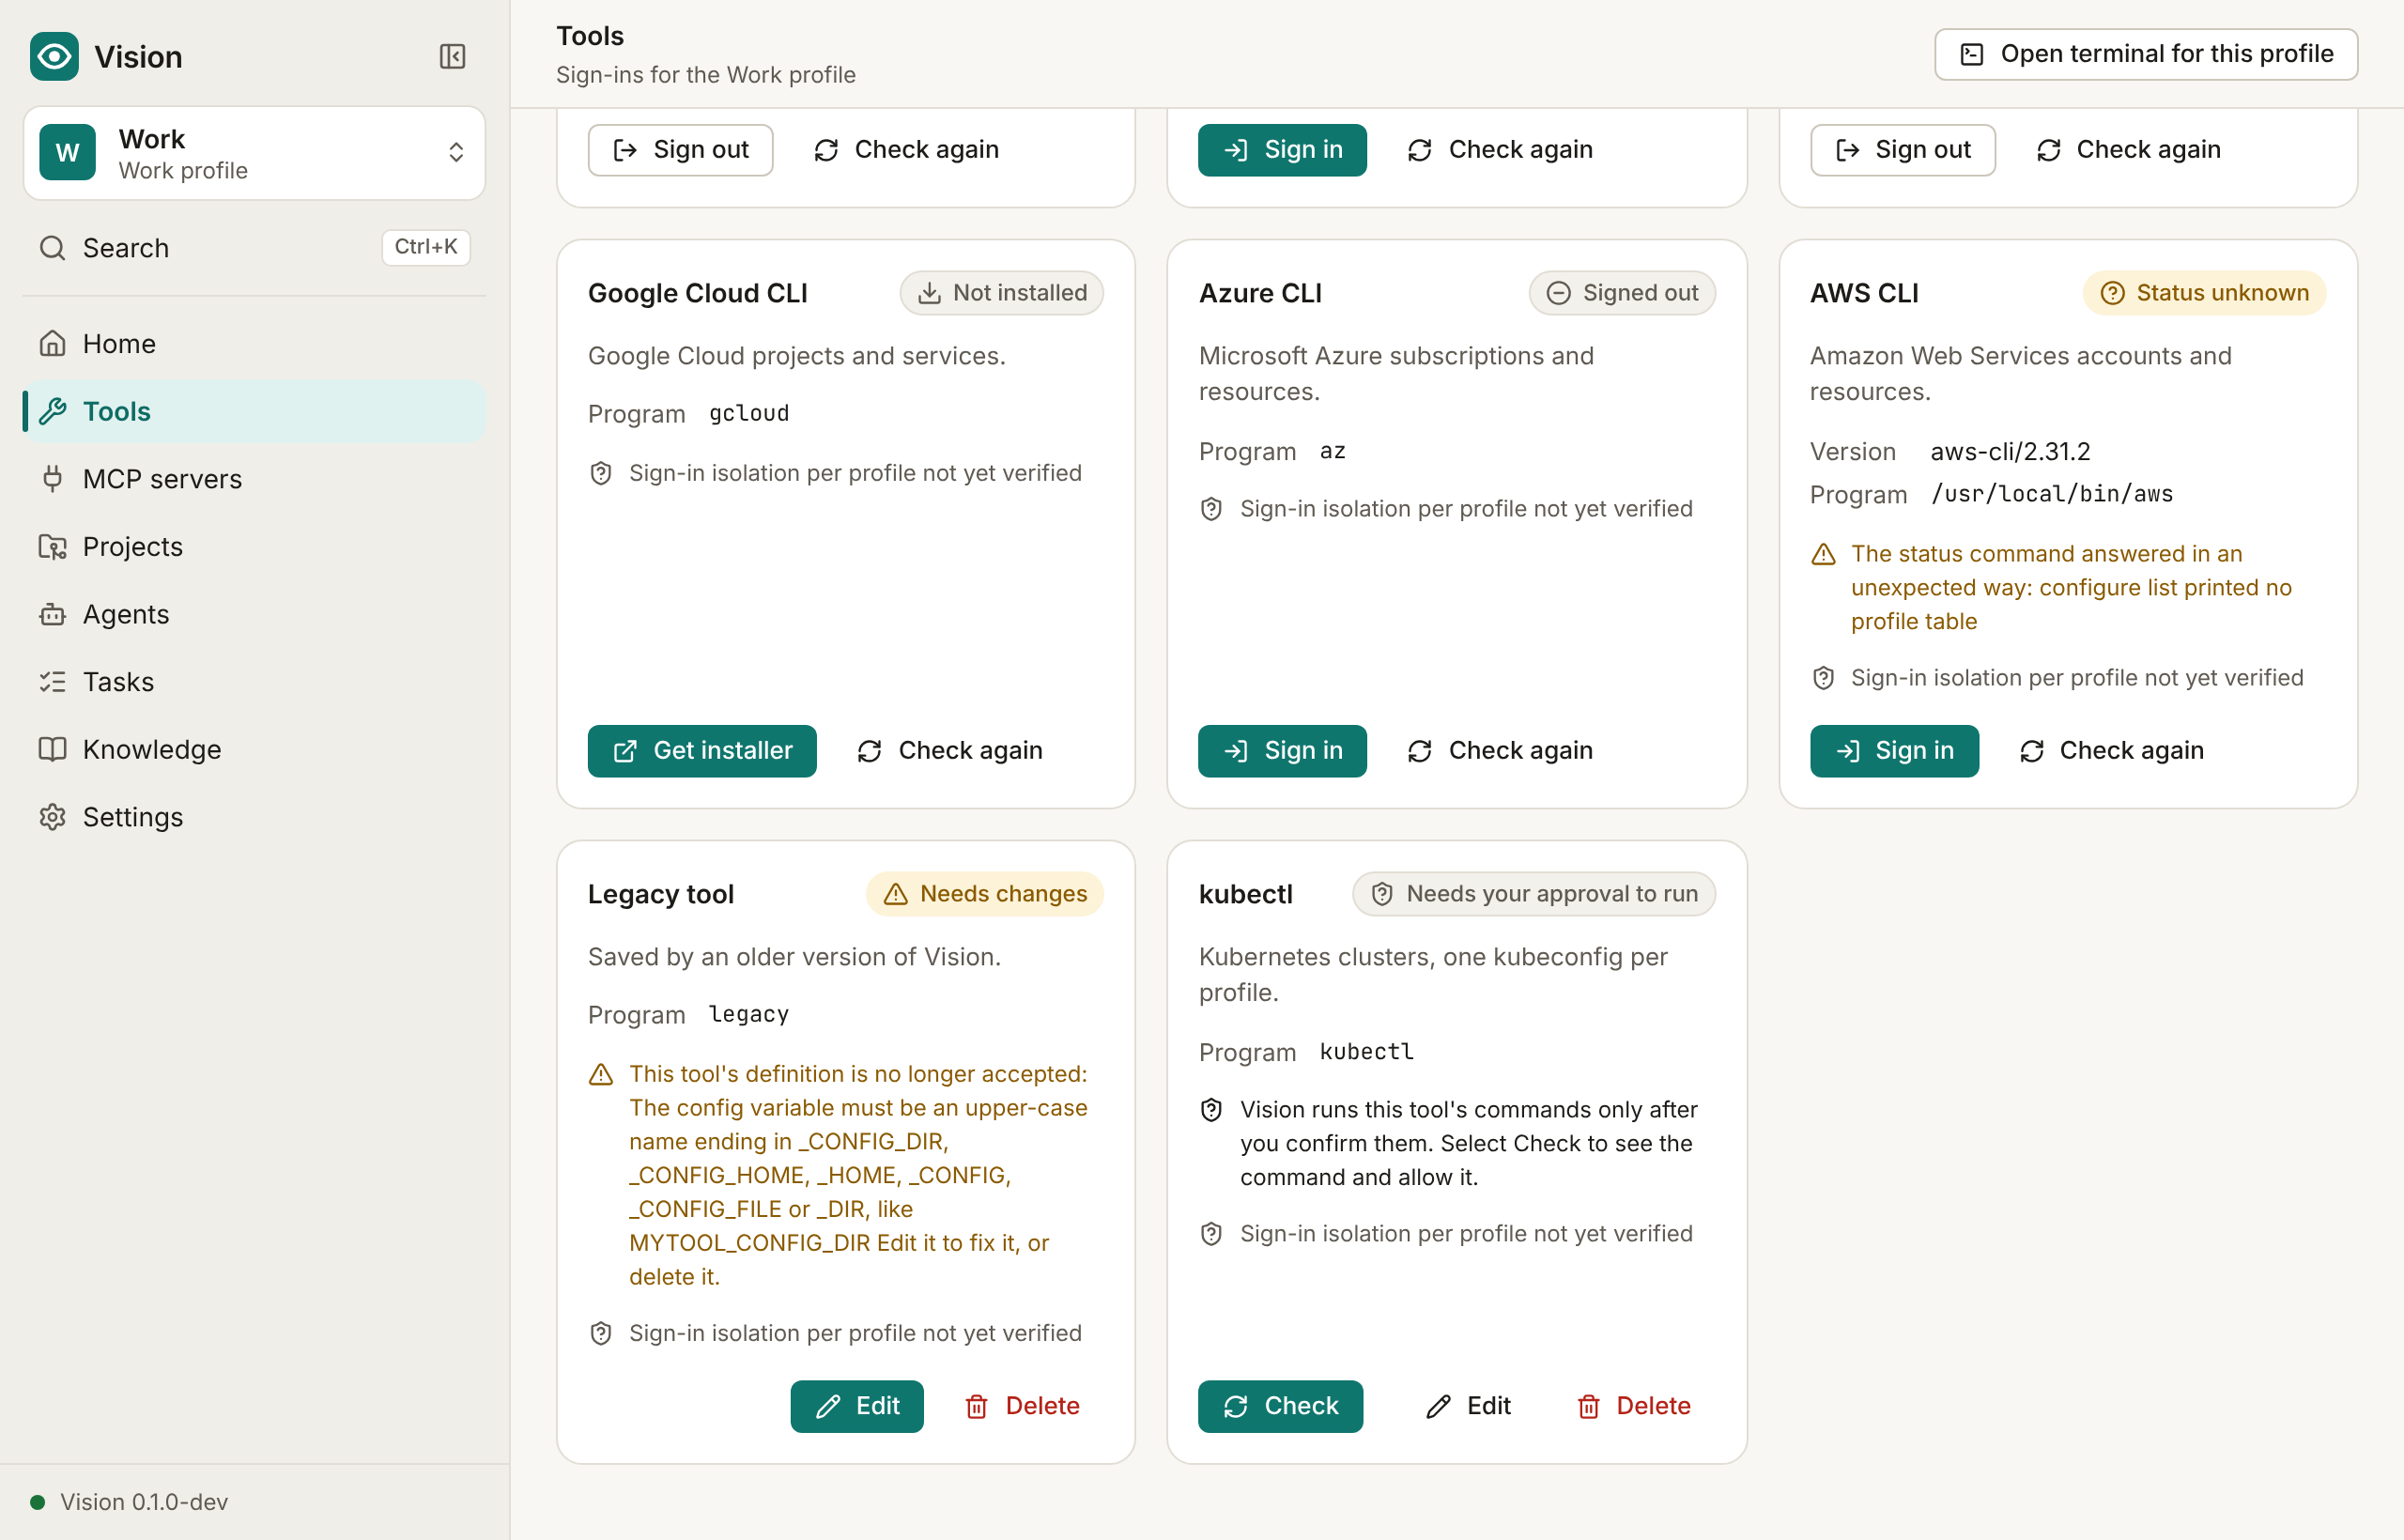 Vision
Work
Work profile
Search
Ctrl+K
Home
Tools
MCP servers
Projects
Agents
Tasks
Knowledge
Settings
Vision 0.1.0-dev
Tools
Sign-ins for the Work profile
Open terminal for this profile
Sign out
Check again
Sign in
Check again
Sign out
Check again
Google Cloud CLI
Not installed
Google Cloud projects and services.
Program gcloud
Sign-in isolation per profile not yet verified
Get installer
Check again
Azure CLI
Signed out
Microsoft Azure subscriptions and
resources.
Program az
Sign-in isolation per profile not yet verified
Sign in
Check again
AWS CLI
Status unknown
Amazon Web Services accounts and
resources.
Version aws-cli/2.31.2
Program /usr/local/bin/aws
The status command answered in an
unexpected way: configure list printed no
profile table
Sign-in isolation per profile not yet verified
Sign in
Check again
Legacy tool
Needs changes
Saved by an older version of Vision.
Program legacy
This tool's definition is no longer accepted:
The config variable must be an upper-case
name ending in _CONFIG_DIR,
_CONFIG_HOME, _HOME, _CONFIG,
_CONFIG_FILE or _DIR, like
MYTOOL_CONFIG_DIR Edit it to fix it, or
delete it.
Sign-in isolation per profile not yet verified
Edit
Delete
kubectl
Needs your approval to run
Kubernetes clusters, one kubeconfig per
profile.
Program kubectl
Vision runs this tool's commands only after
you confirm them. Select Check to see the
command and allow it.
Sign-in isolation per profile not yet verified
Check
Edit
Delete